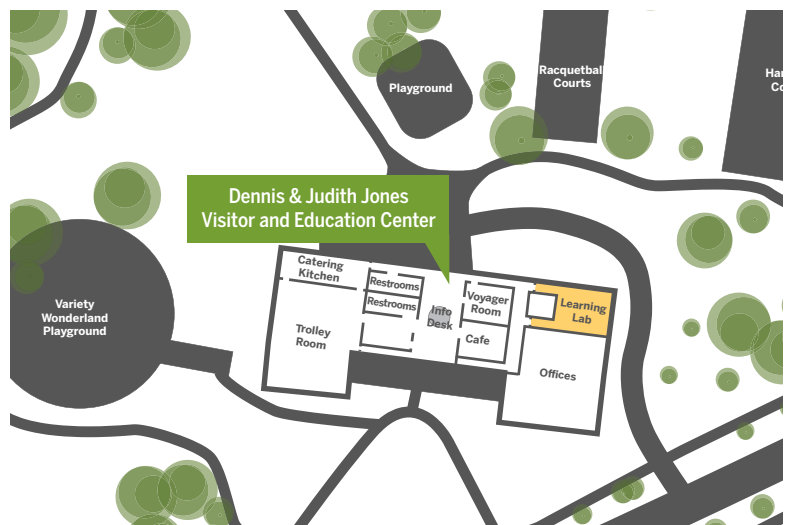 Playground
Racquetball
Courts
Dennis & Judith Jones
Visitor and Education Center
Catering
Kitchen
Restrooms
Restrooms
Info
Desk
Voyager
Room
Cafe
Learning
Lab
Trolley
Room
Offices
Variety
Wonderland
Playground